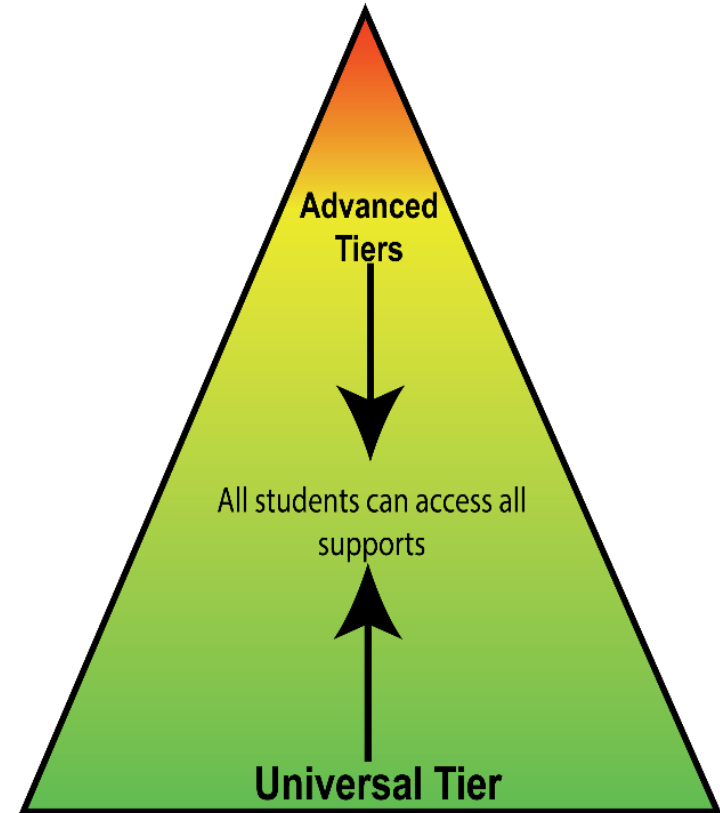 Advanced
Tiers
All students can access all
supports
Universal Tier